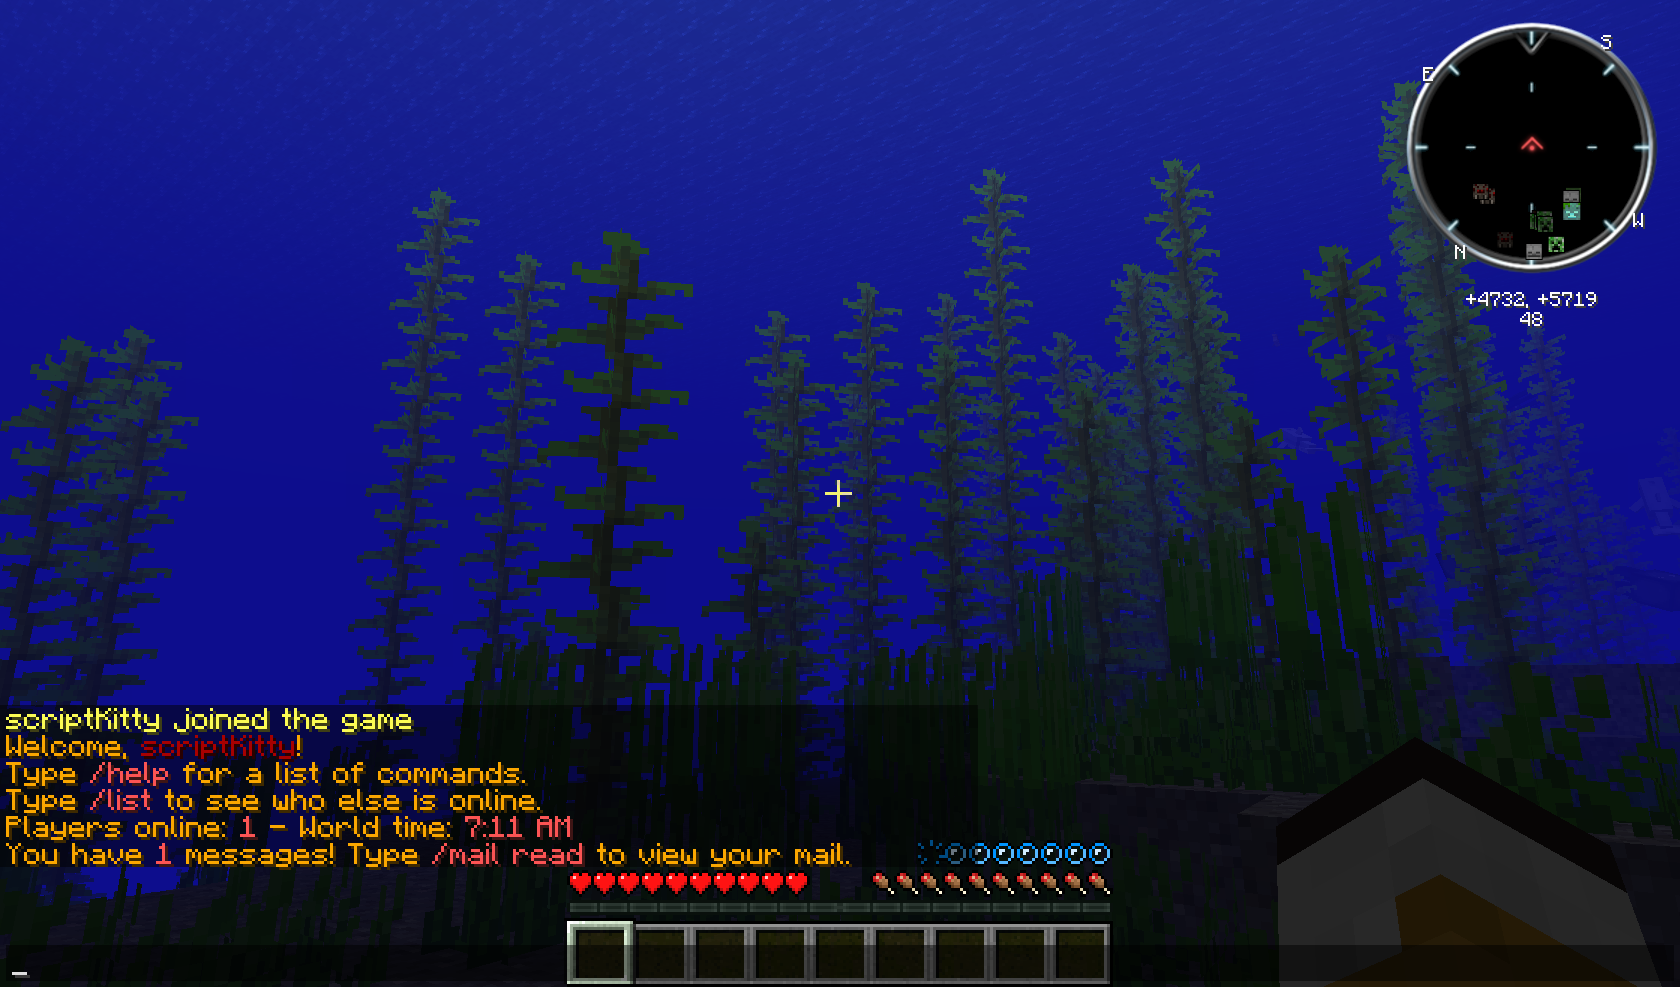 S
E
W
N
+4732, +5719
48
scriptKitty joined the game
Welcome, scriptKitty!
Type /help for a list of commands.
Type /list to see who else is online.
Players online: 1 - World time: 7:11 AM
You have 1 messages! Type /mail read to view your mail.
_